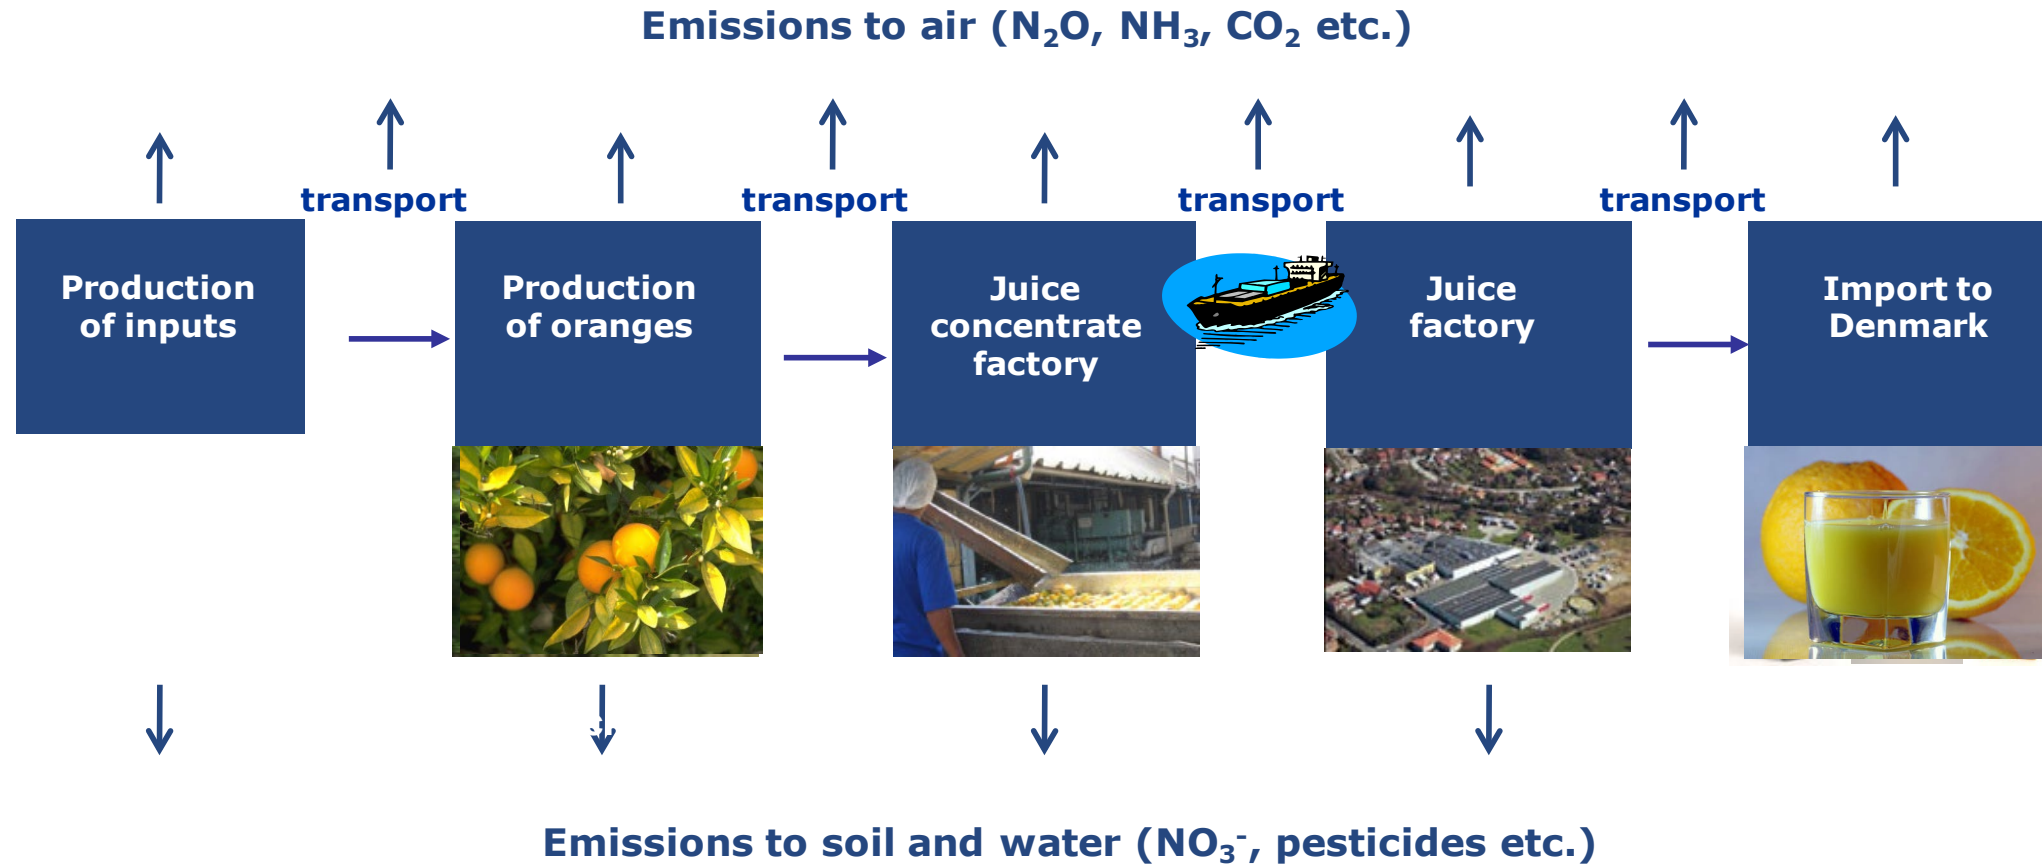 Emissions to air (N₂O, NH₃, CO₂ etc.)
transport
transport
transport
transport
Production
of inputs
Production
of oranges
Juice
concentrate
factory
Juice
factory
Import to
Denmark
Emissions to soil and water (NO₃⁻, pesticides etc.)